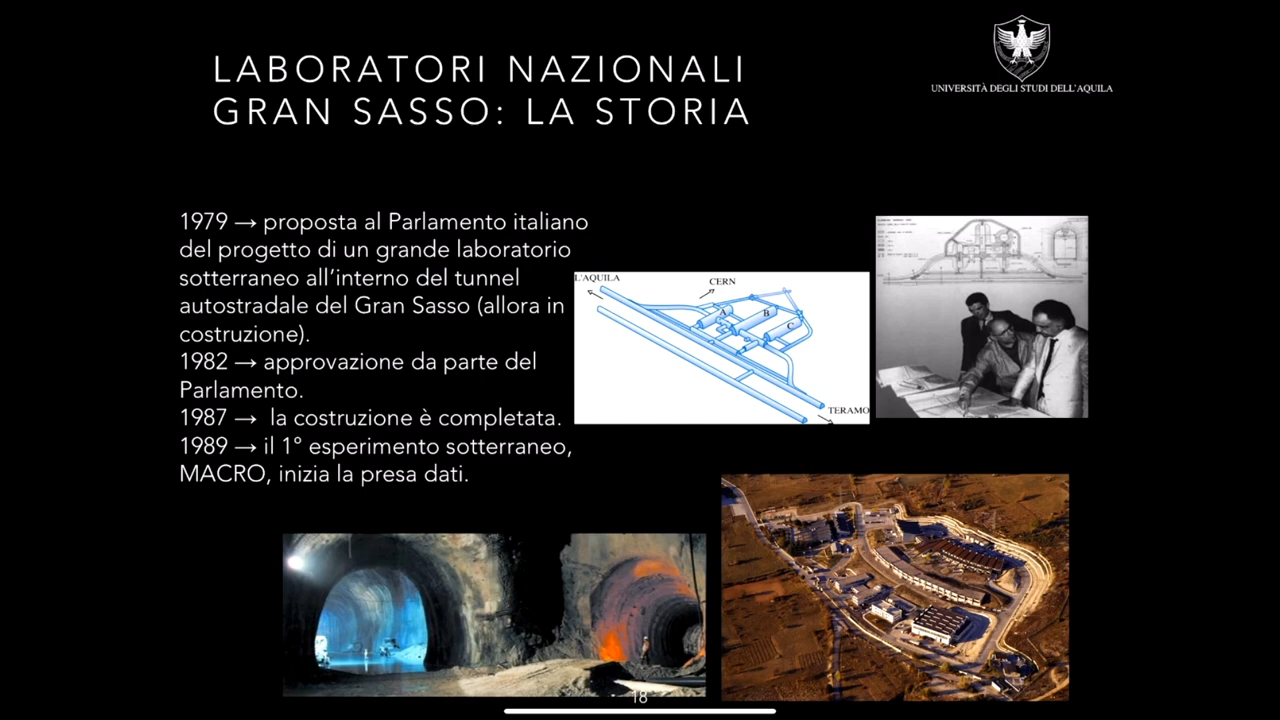 LABORATORI NAZIONALI
GRAN SASSO: LA STORIA
UNIVERSITÀ DEGLI STUDI DELL'AQUILA
1979 → proposta al Parlamento italiano
del progetto di un grande laboratorio
sotterraneo all'interno del tunnel
autostradale del Gran Sasso (allora in
costruzione).
1982 → approvazione da parte del
Parlamento.
1987 → la costruzione è completata.
1989 → il 1° esperimento sotterraneo,
MACRO, inizia la presa dati.
L'AQUILA
CERN
A
B
C
TERAMO
18